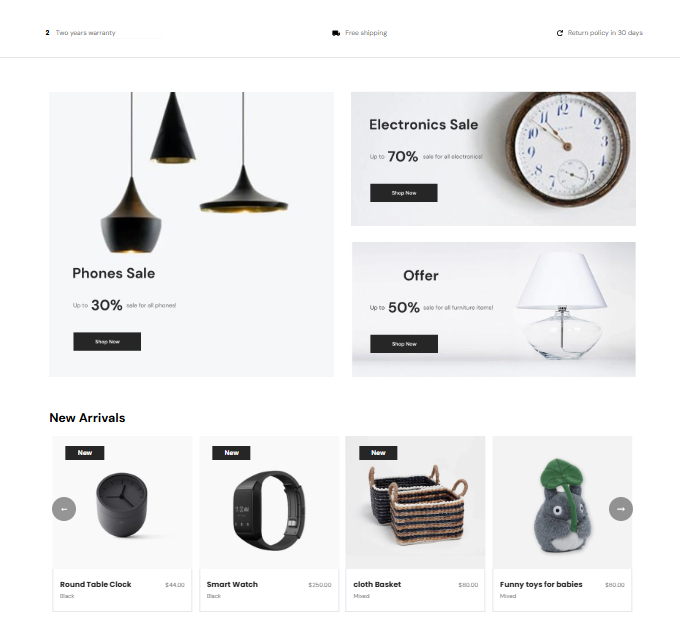 2 Two years warranty
Free shipping
Return policy in 30 days
Phones Sale
Up to 30% sale for all phones!
Shop Now
Electronics Sale
Up to 70% sale for all electronics!
Shop Now
Offer
Up to 50% sale for all furniture items!
Shop Now
New Arrivals
New
New
New
←
→
Round Table Clock $44.00
Black
Smart Watch $250.00
Black
cloth Basket $80.00
Mixed
Funny toys for babies $60.00
Mixed